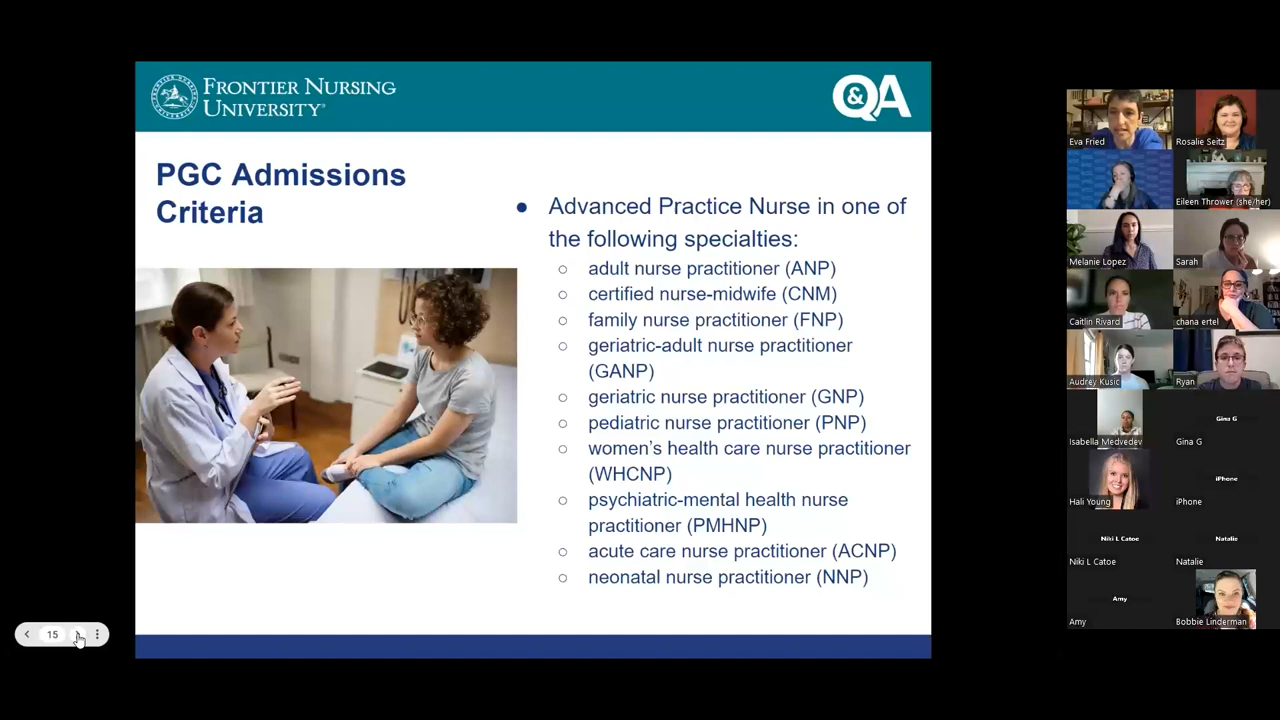 FRONTIER NURSING
UNIVERSITY®
Q&A
PGC Admissions
Criteria
● Advanced Practice Nurse in one of
the following specialties:
○ adult nurse practitioner (ANP)
○ certified nurse-midwife (CNM)
○ family nurse practitioner (FNP)
○ geriatric-adult nurse practitioner
(GANP)
○ geriatric nurse practitioner (GNP)
○ pediatric nurse practitioner (PNP)
○ women’s health care nurse practitioner
(WHCNP)
○ psychiatric-mental health nurse
practitioner (PMHNP)
○ acute care nurse practitioner (ACNP)
○ neonatal nurse practitioner (NNP)
15
Eva Fried
Rosalie Seitz
Eileen Thrower (she/her)
Melanie Lopez
Sarah
Caitlin Rivard
chana ertel
Audrey Kusic
Ryan
Isabella Medvedev
Gina G
Gina G
Hali Young
iPhone
iPhone
Niki L Catoe
Niki L Catoe
Natalie
Natalie
Amy
Amy
Bobbie Linderman